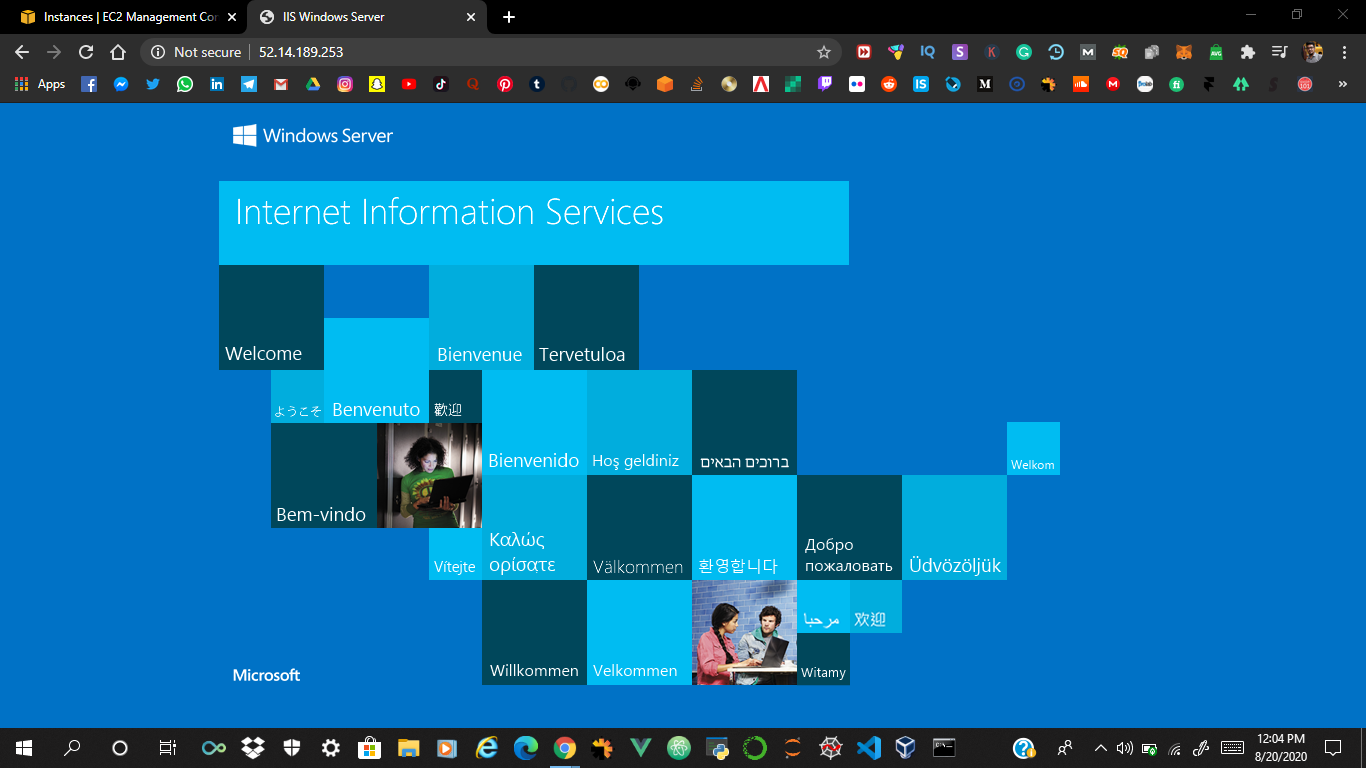 Instances | EC2 Management Con
IIS Windows Server
Not secure
52.14.189.253
Apps
Windows Server
Internet Information Services
Welcome
Bienvenue
Tervetuloa
ようこそ
Benvenuto
歡迎
Bienvenido
Hoş geldiniz
ברוכים הבאים
Welkom
Bem-vindo
Vítejte
Καλώς
ορίσατε
Välkommen
환영합니다
Добро
пожаловать
Üdvözöljük
Willkommen
Velkommen
مرحبا
欢迎
Witamy
Microsoft
12:04 PM
8/20/2020